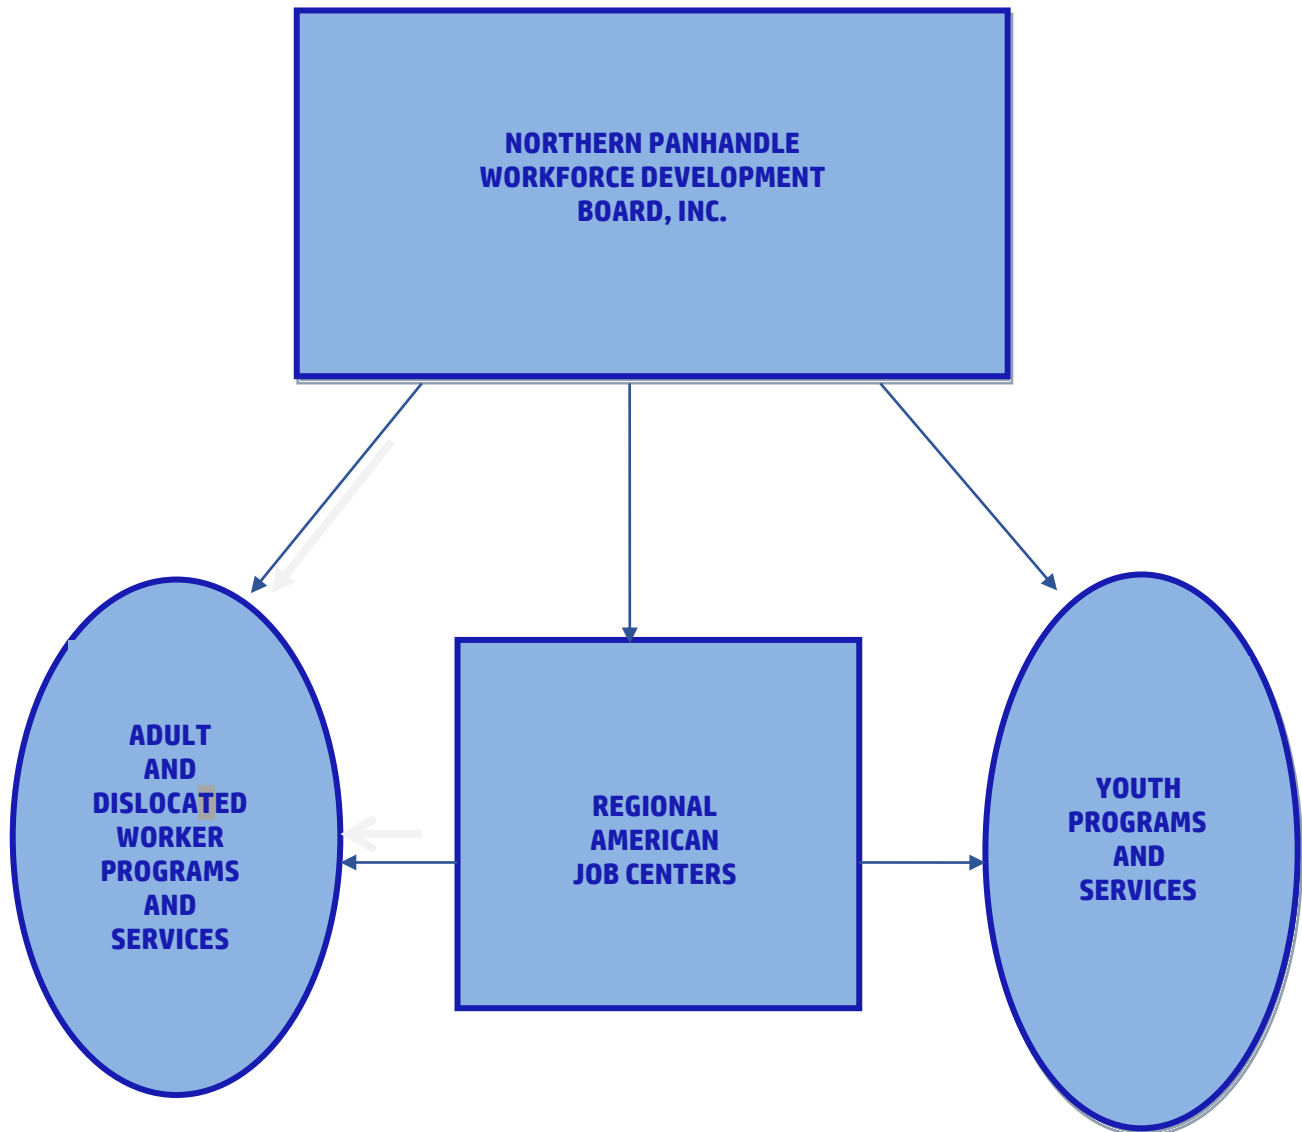 NORTHERN PANHANDLE
WORKFORCE DEVELOPMENT
BOARD, INC.
ADULT
AND
DISLOCATED
WORKER
PROGRAMS
AND
SERVICES
REGIONAL
AMERICAN
JOB CENTERS
YOUTH
PROGRAMS
AND
SERVICES